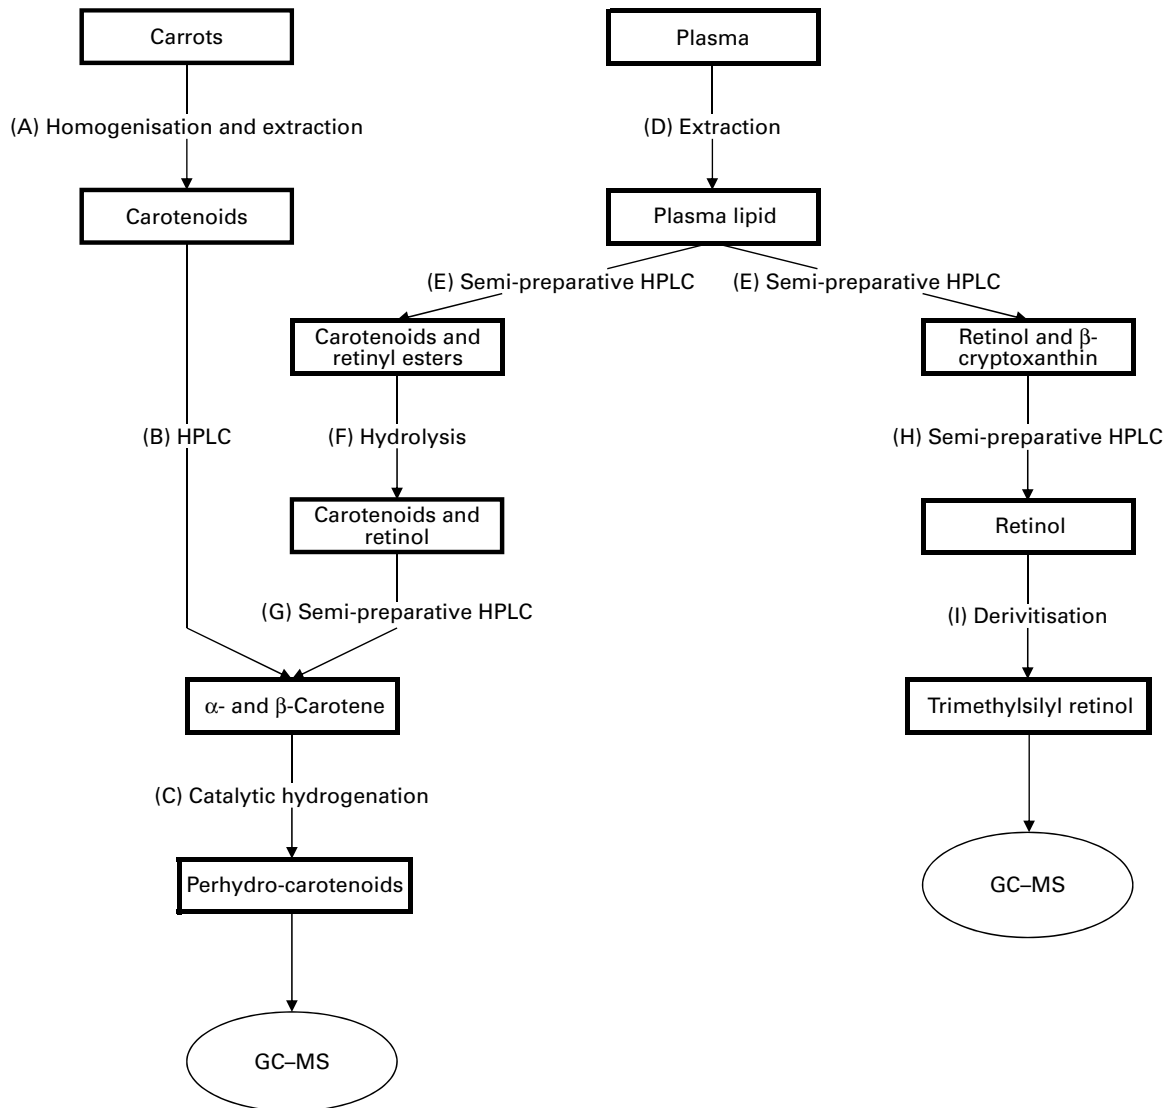 Carrots
Plasma
(A) Homogenisation and extraction
(D) Extraction
Carotenoids
Plasma lipid
(E) Semi-preparative HPLC
(E) Semi-preparative HPLC
Carotenoids and
retinyl esters
Retinol and β-
cryptoxanthin
(B) HPLC
(F) Hydrolysis
(H) Semi-preparative HPLC
Carotenoids and
retinol
Retinol
(G) Semi-preparative HPLC
(I) Derivitisation
α- and β-Carotene
Trimethylsilyl retinol
(C) Catalytic hydrogenation
Perhydro-carotenoids
GC–MS
GC–MS